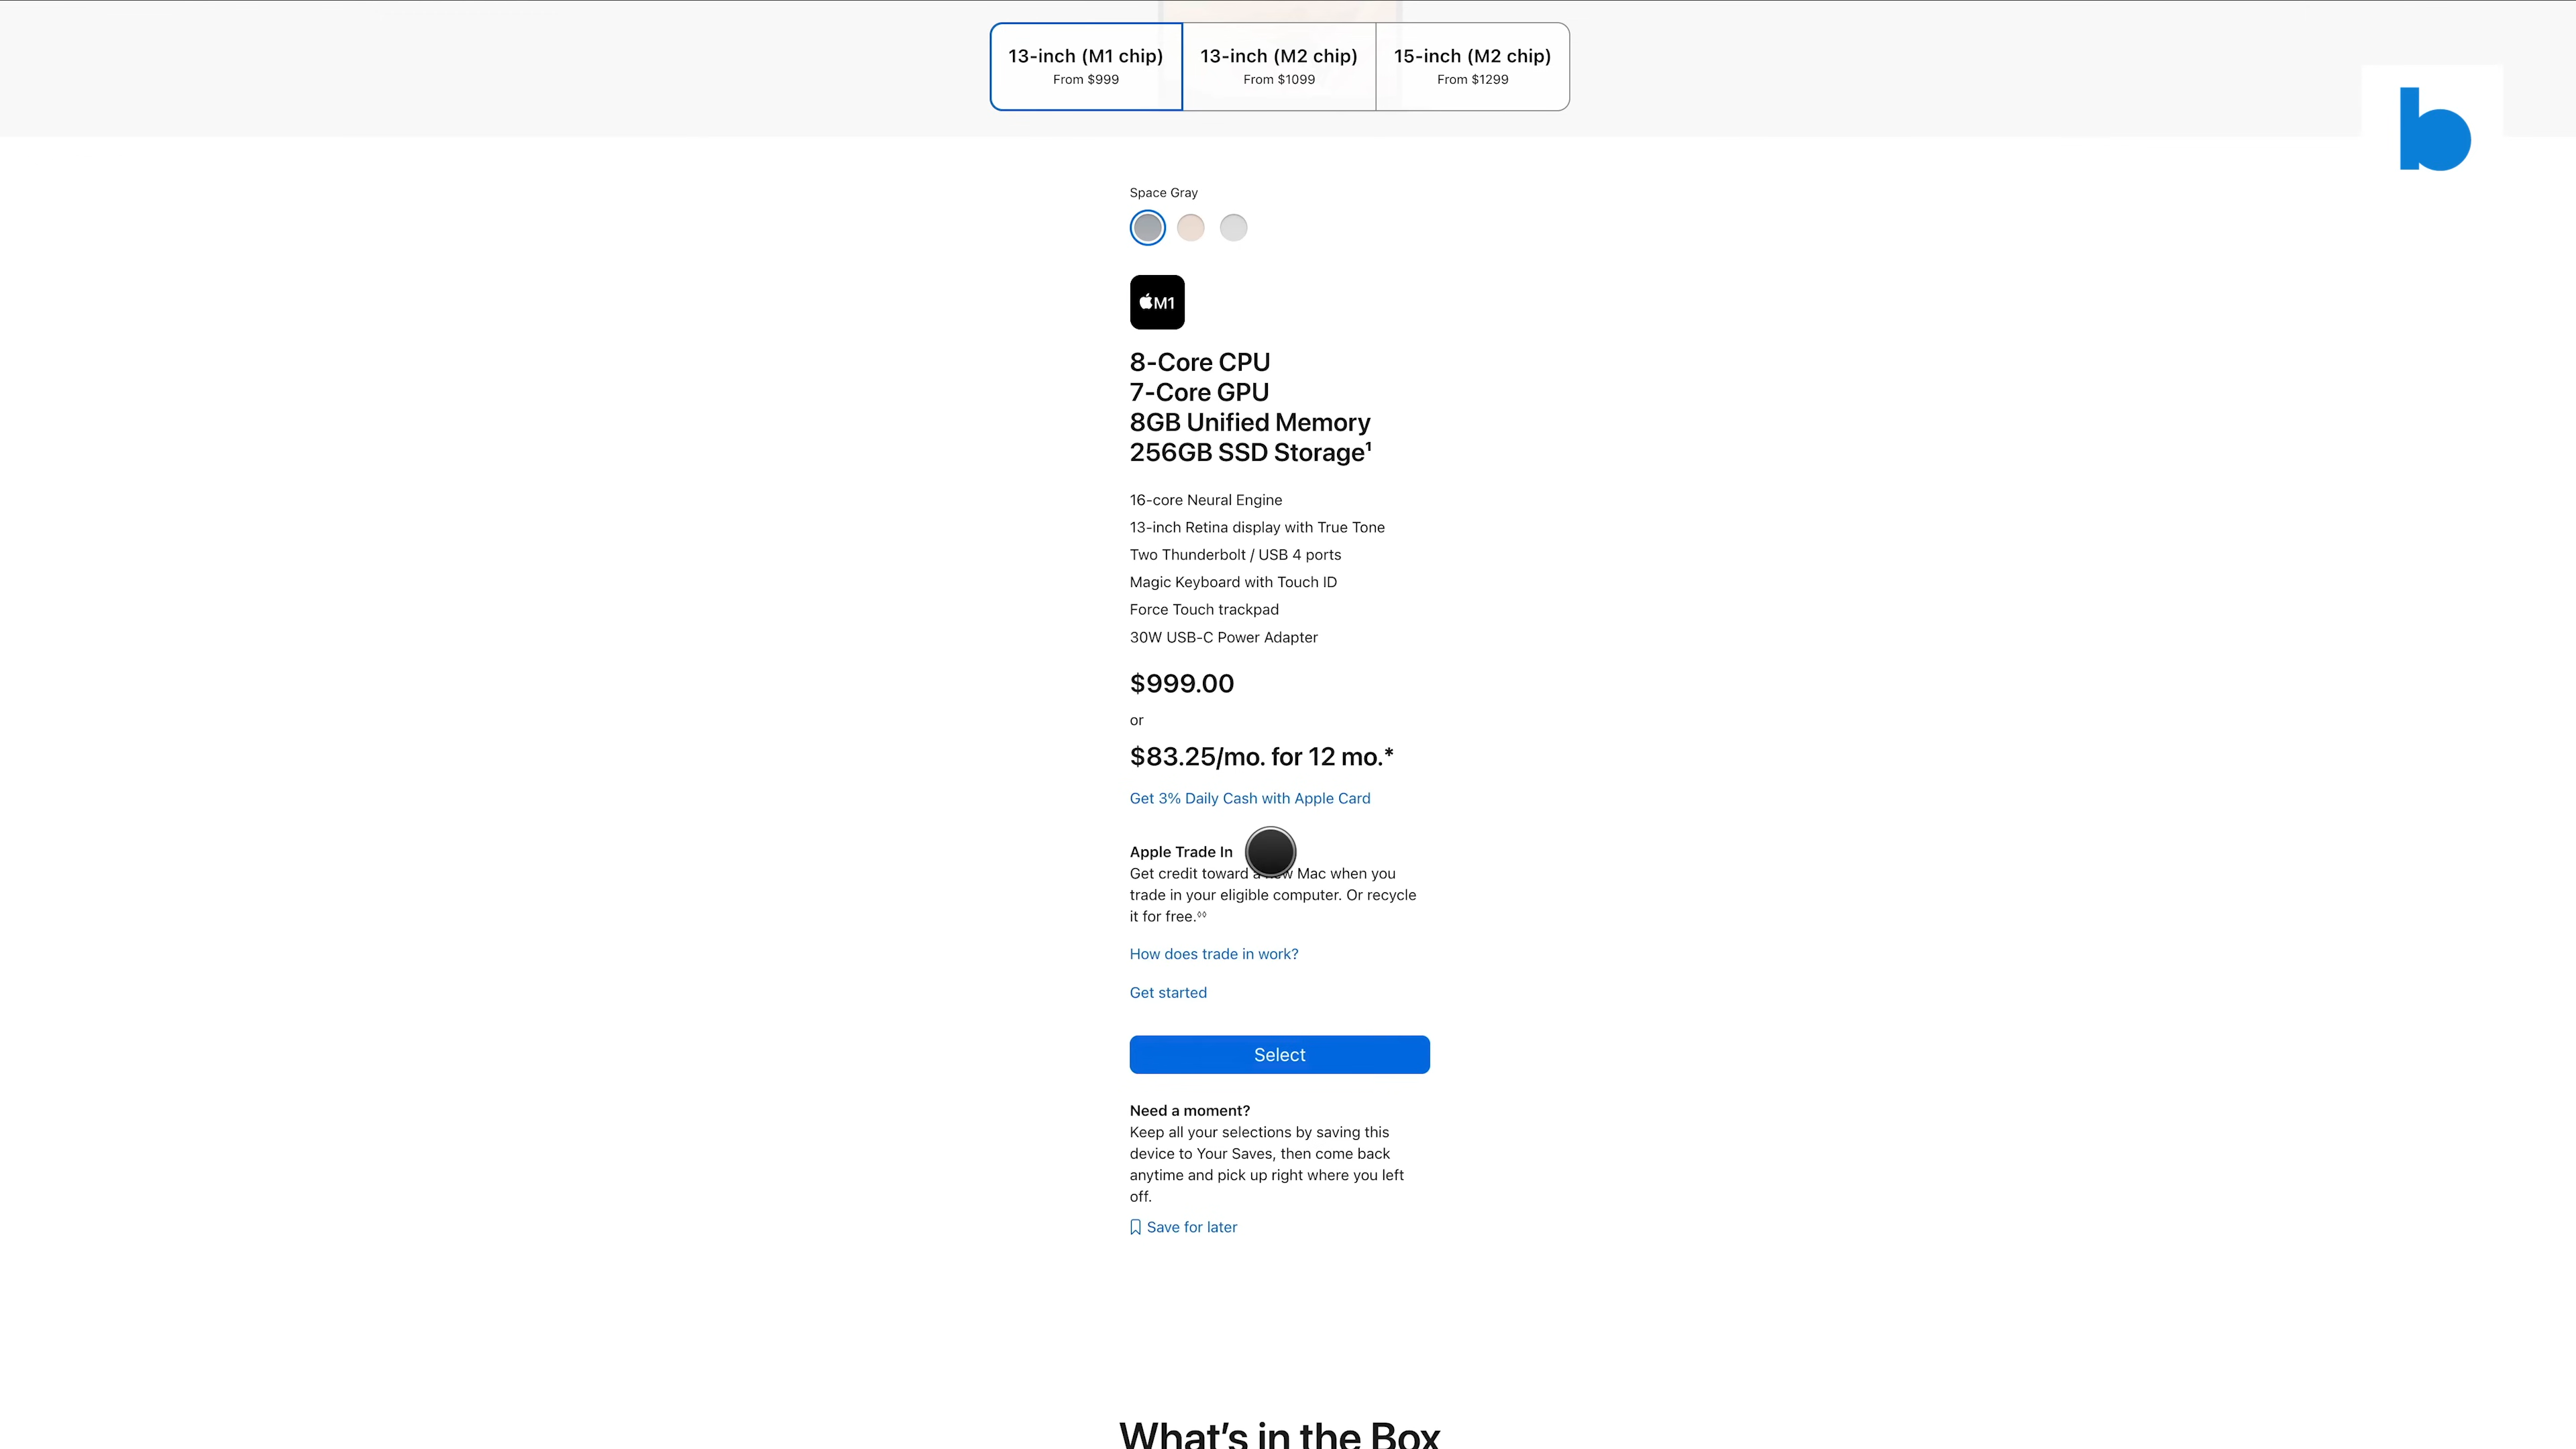 13-inch (M1 chip)
From $999
13-inch (M2 chip)
From $1099
15-inch (M2 chip)
From $1299
b
Space Gray
M1
8-Core CPU
7-Core GPU
8GB Unified Memory
256GB SSD Storage¹
16-core Neural Engine
13-inch Retina display with True Tone
Two Thunderbolt / USB 4 ports
Magic Keyboard with Touch ID
Force Touch trackpad
30W USB-C Power Adapter
$999.00
or
$83.25/mo. for 12 mo.*
Get 3% Daily Cash with Apple Card
Apple Trade In
Get credit toward a new Mac when you
trade in your eligible computer. Or recycle
it for free.◊◊
How does trade in work?
Get started
Select
Need a moment?
Keep all your selections by saving this
device to Your Saves, then come back
anytime and pick up right where you left
off.
Save for later
What's in the Box